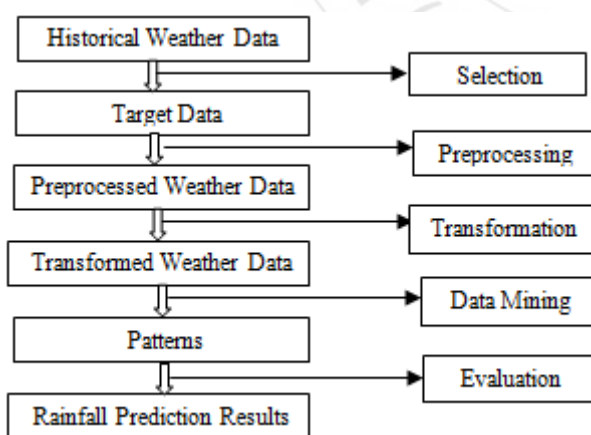 Historical Weather Data
Selection
Target Data
Preprocessing
Preprocessed Weather Data
Transformation
Transformed Weather Data
Data Mining
Patterns
Evaluation
Rainfall Prediction Results